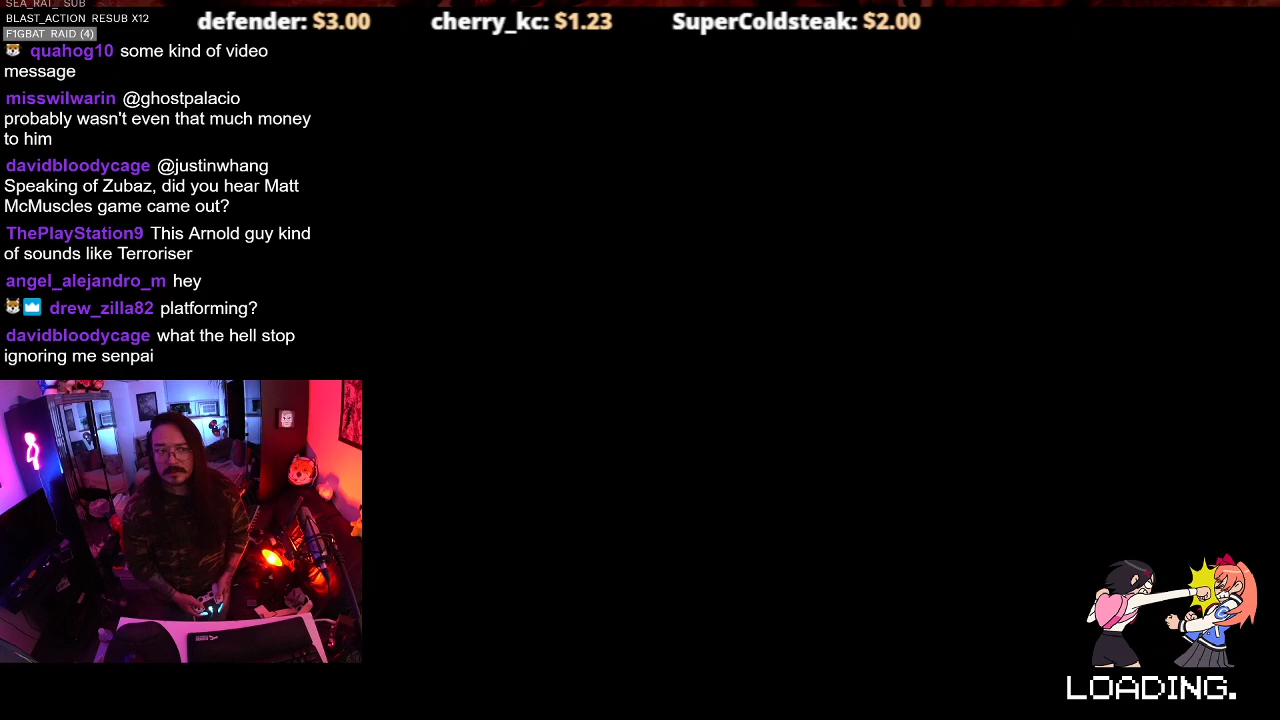 SEA_RAT_ SUB
BLAST_ACTION RESUB X12
F1GBAT RAID (4)
defender: $3.00 cherry_kc: $1.23 SuperColdsteak: $2.00
quahog10 some kind of video
message
misswilwarin @ghostpalacio
probably wasn't even that much money
to him
davidbloodycage @justinwhang
Speaking of Zubaz, did you hear Matt
McMuscles game came out?
ThePlayStation9 This Arnold guy kind
of sounds like Terroriser
angel_alejandro_m hey
drew_zilla82 platforming?
davidbloodycage what the hell stop
ignoring me senpai
LOADING.